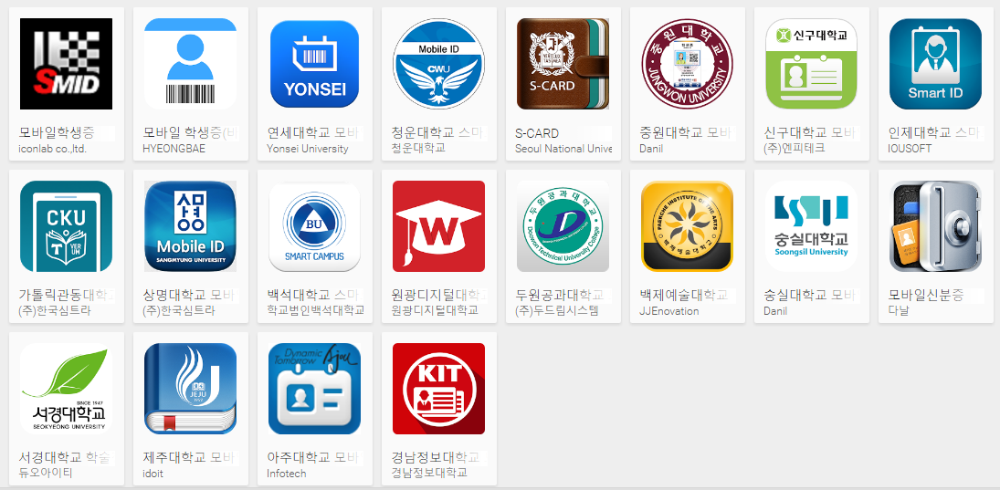 SMID
모바일학생증
iconlab co.,ltd.
모바일 학생증(비
HYEONGBAE
YONSEI
연세대학교 모바
Yonsei University
Mobile ID
CWU
청운대학교 스마
청운대학교
VERI LUX TAS MEA
S-CARD
S-CARD
Seoul National Unive
중원대학교
JUNGWON UNIVERSITY
중원대학교 모바
Danil
신구대학교
신구대학교 모바
(주)엔피테크
Smart ID
인제대학교 스마
IOUSOFT
CKU
VERUM
가톨릭관동대학교
(주)한국심트라
상명
Mobile ID
SANGMYUNG UNIVERSITY
상명대학교 모바
(주)한국심트라
BU
SMART CAMPUS
백석대학교 스마
학교법인백석대학교
W
원광디지털대학교
원광디지털대학교
두원공과대학교
Doowon Technical University College
두원공과대학교
(주)두드림시스템
PAEKCHE INSTITUTE OF THE ARTS
백제예술대학교
백제예술대학교
JJEnovation
SSU
숭실대학교
Soongsil University
숭실대학교 모바
Danil
모바일신분증
다날
SINCE 1947
서경대학교
SEOKYEONG UNIVERSITY
서경대학교 학술
듀오아이티
JEJU
1952
제주대학교 모바
idoit
Dynamic
Tomorrow Ajou
아주대학교 모바
Infotech
KIT
경남정보대학교
경남정보대학교